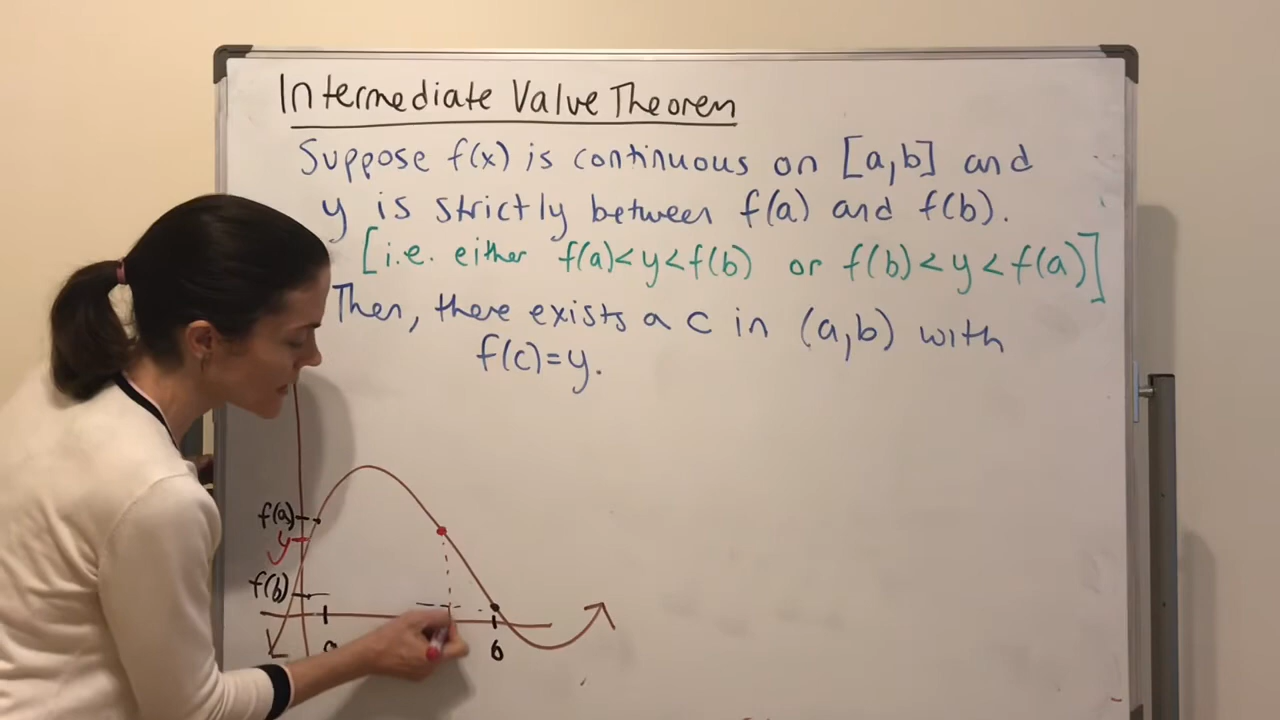 Intermediate Value Theorem
Suppose f(x) is continuous on [a,b] and
y is strictly between f(a) and f(b).
[i.e. either f(a)<y<f(b) or f(b)<y<f(a)]
Then, there exists a c in (a,b) with
f(c)=y.
f(a)
y
f(b)
b